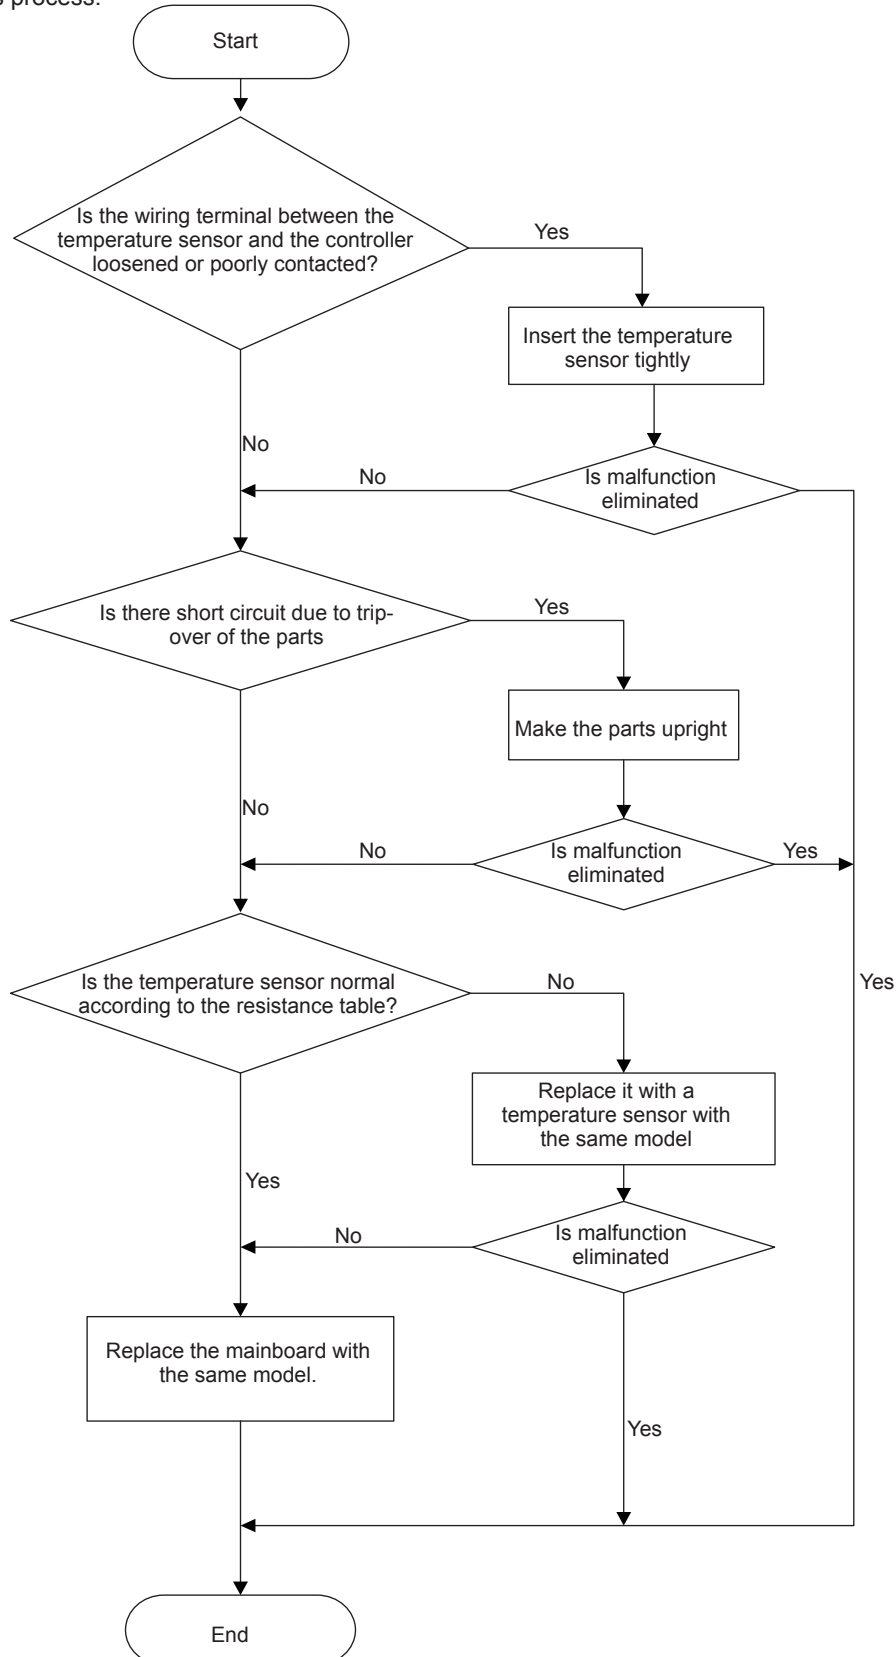 s process.
Start
Is the wiring terminal between the
temperature sensor and the controller
loosened or poorly contacted?
Yes
Insert the temperature
sensor tightly
No
No
Is malfunction
eliminated
Is there short circuit due to trip-
over of the parts
Yes
Make the parts upright
No
No
Is malfunction
eliminated
Yes
Is the temperature sensor normal
according to the resistance table?
No
Yes
Replace it with a
temperature sensor with
the same model
Yes
No
Is malfunction
eliminated
Replace the mainboard with
the same model.
Yes
End